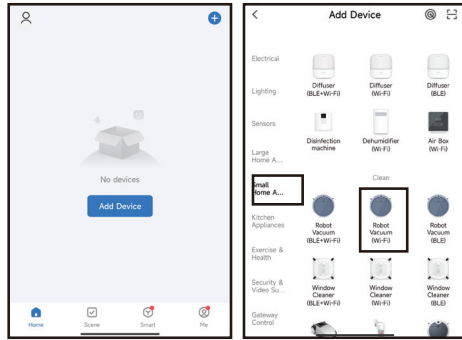 No devices
Add Device
Home
Scene
Smart
Me
Add Device
Electrical
Lighting
Sensors
Large
Home A...
Small
Home A...
Kitchen
Appliances
Exercise &
Health
Security &
Video Su...
Gateway
Control
Diffuser
(BLE+Wi-Fi)
Diffuser
(Wi-Fi)
Diffuser
(BLE)
Disinfection
machine
Dehumidifier
(Wi-Fi)
Air Box
(Wi-Fi)
Clean
Robot
Vacuum
(BLE+Wi-Fi)
Robot
Vacuum
(Wi-Fi)
Robot
Vacuum
(BLE)
Window
Cleaner
(BLE+Wi-Fi)
Window
Cleaner
(Wi-Fi)
Window
Cleaner
(BLE)